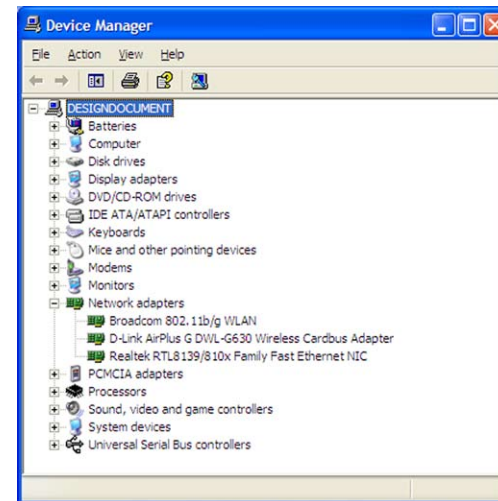 Device Manager
File Action View Help
DESIGNDOCUMENT
Batteries
Computer
Disk drives
Display adapters
DVD/CD-ROM drives
IDE ATA/ATAPI controllers
Keyboards
Mice and other pointing devices
Modems
Monitors
Network adapters
Broadcom 802.11b/g WLAN
D-Link AirPlus G DWL-G630 Wireless Cardbus Adapter
Realtek RTL8139/810x Family Fast Ethernet NIC
PCMCIA adapters
Processors
Sound, video and game controllers
System devices
Universal Serial Bus controllers